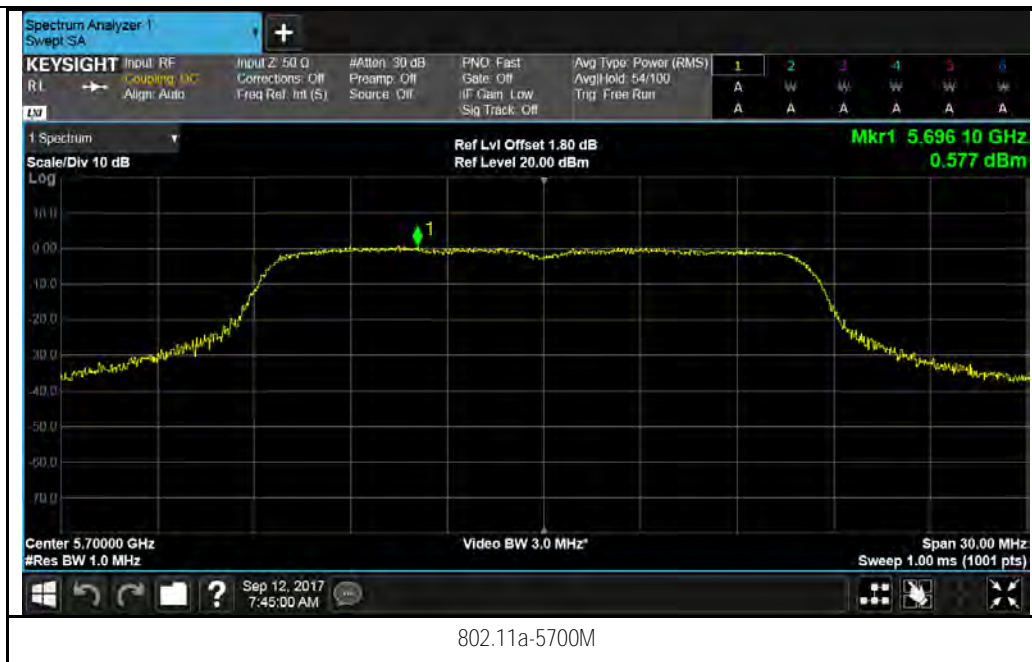 Spectrum Analyzer 1
Swept SA
+
KEYSIGHT Input: RF Input Z: 50 Ω #Atten: 30 dB PNO: Fast Avg Type: Power (RMS) 1 2 3 4 5 6
RL Coupling: DC Corrections: Off Preamp: Off Gate: Off Avg|Hold: 54/100 A W W W W W
Align: Auto Freq Ref: Int (S) Source: Off IF Gain: Low Trig: Free Run
LXI Sig Track: Off A A A A A A
1 Spectrum Ref Lvl Offset 1.80 dB Mkr1 5.696 10 GHz
Scale/Div 10 dB Ref Level 20.00 dBm 0.577 dBm
Log
10.0
1
0.00
-10.0
-20.0
-30.0
-40.0
-50.0
-60.0
-70.0
Center 5.70000 GHz Video BW 3.0 MHz* Span 30.00 MHz
#Res BW 1.0 MHz Sweep 1.00 ms (1001 pts)
? Sep 12, 2017
7:45:00 AM
802.11a-5700M